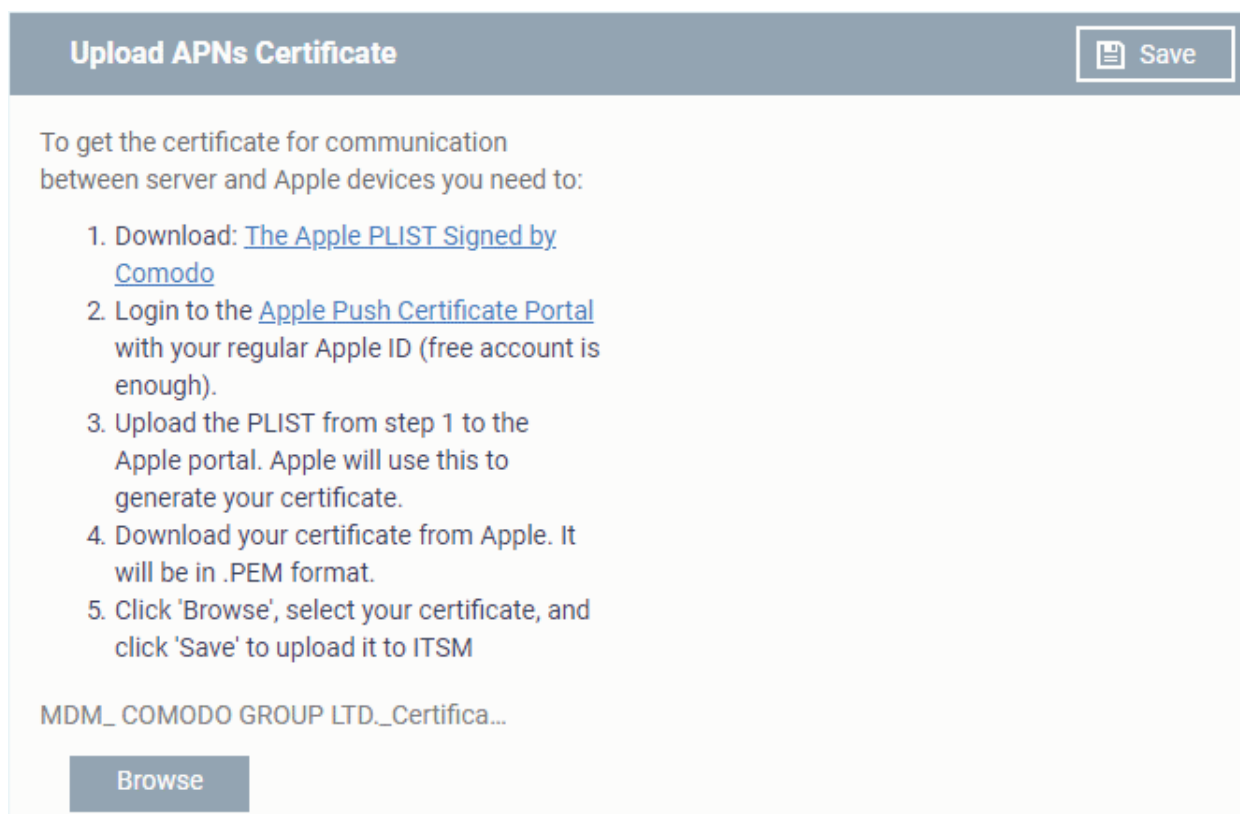 Upload APNs Certificate
Save
To get the certificate for communication
between server and Apple devices you need to:
1. Download: The Apple PLIST Signed by
Comodo
2. Login to the Apple Push Certificate Portal
with your regular Apple ID (free account is
enough).
3. Upload the PLIST from step 1 to the
Apple portal. Apple will use this to
generate your certificate.
4. Download your certificate from Apple. It
will be in .PEM format.
5. Click 'Browse', select your certificate, and
click 'Save' to upload it to ITSM
MDM_ COMODO GROUP LTD._Certifica...
Browse